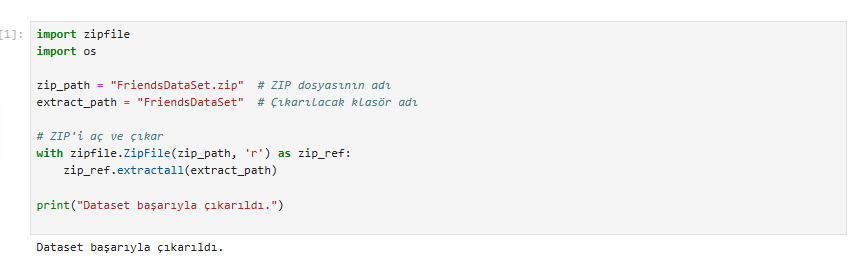 [1]:
import zipfile
import os
zip_path = "FriendsDataSet.zip"  # ZIP dosyasının adı
extract_path = "FriendsDataSet"  # Çıkarılacak klasör adı
# ZIP'i aç ve çıkar
with zipfile.ZipFile(zip_path, 'r') as zip_ref:
    zip_ref.extractall(extract_path)
print("Dataset başarıyla çıkarıldı.")
Dataset başarıyla çıkarıldı.